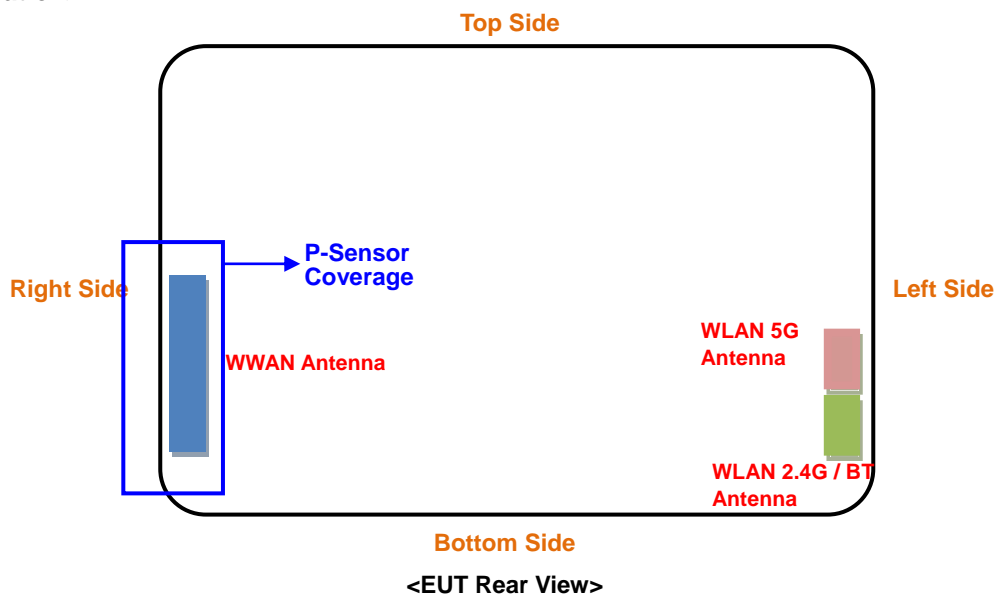 Top Side
P-Sensor
Coverage
Right Side
Left Side
WLAN 5G
Antenna
WWAN Antenna
WLAN 2.4G / BT
Antenna
Bottom Side
<EUT Rear View>